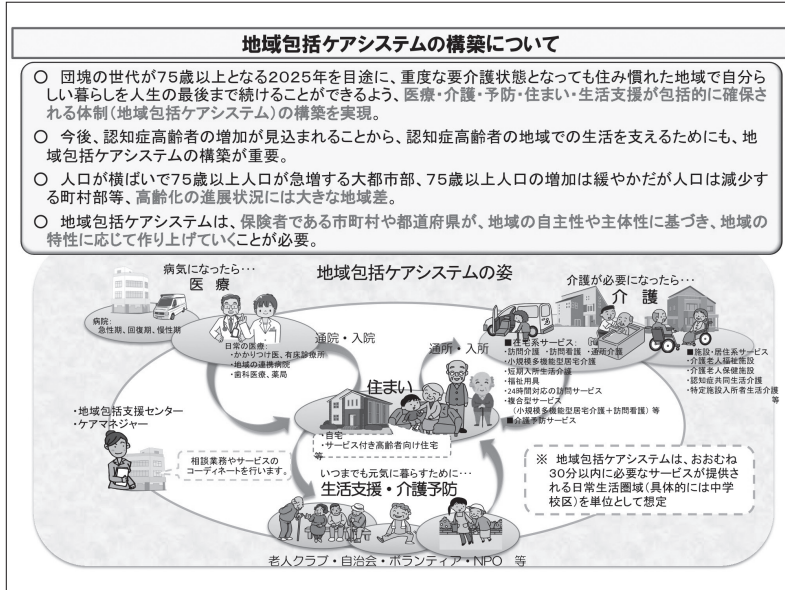 地域包括ケアシステムの構築について
○ 団塊の世代が75歳以上となる2025年を目途に、重度な要介護状態となっても住み慣れた地域で自分ら
しい暮らしを人生の最後まで続けることができるよう、医療・介護・予防・住まい・生活支援が包括的に確保さ
れる体制(地域包括ケアシステム)の構築を実現。
○ 今後、認知症高齢者の増加が見込まれることから、認知症高齢者の地域での生活を支えるためにも、地
域包括ケアシステムの構築が重要。
○ 人口が横ばいで75歳以上人口が急増する大都市部、75歳以上人口の増加は緩やかだが人口は減少す
る町村部等、高齢化の進展状況には大きな地域差。
○ 地域包括ケアシステムは、保険者である市町村や都道府県が、地域の自主性や主体性に基づき、地域の
特性に応じて作り上げていくことが必要。
地域包括ケアシステムの姿
病気になったら・・・
医 療
病院:
急性期、回復期、慢性期
日常の医療:
・かかりつけ医、有床診療所
・地域の連携病院
・歯科医療、薬局
通院・入院
通所・入所
住まい
・自宅
・サービス付き高齢者向け住宅
等
介護が必要になったら・・・
介 護
■在宅系サービス:
・訪問介護 ・訪問看護 ・通所介護
・小規模多機能型居宅介護
・短期入所生活介護
・福祉用具
・24時間対応の訪問サービス
・複合型サービス
(小規模多機能型居宅介護+訪問看護) 等
■介護予防サービス
■施設・居住系サービス
・介護老人福祉施設
・介護老人保健施設
・認知症共同生活介護
・特定施設入所者生活介護
等
・地域包括支援センター
・ケアマネジャー
相談業務やサービスの
コーディネートを行います。
いつまでも元気に暮らすために・・・
生活支援・介護予防
老人クラブ・自治会・ボランティア・NPO 等
※ 地域包括ケアシステムは、おおむね
30分以内に必要なサービスが提供さ
れる日常生活圏域(具体的には中学
校区)を単位として想定